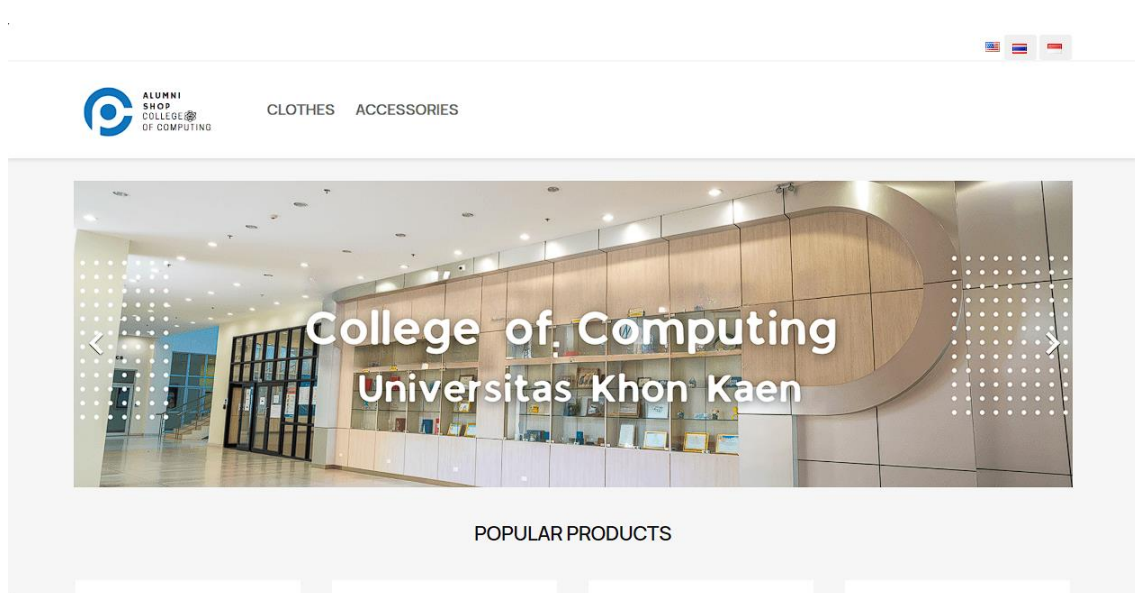 ALUMNI
SHOP
COLLEGE
OF COMPUTING
CLOTHES ACCESSORIES
College of Computing
Universitas Khon Kaen
POPULAR PRODUCTS